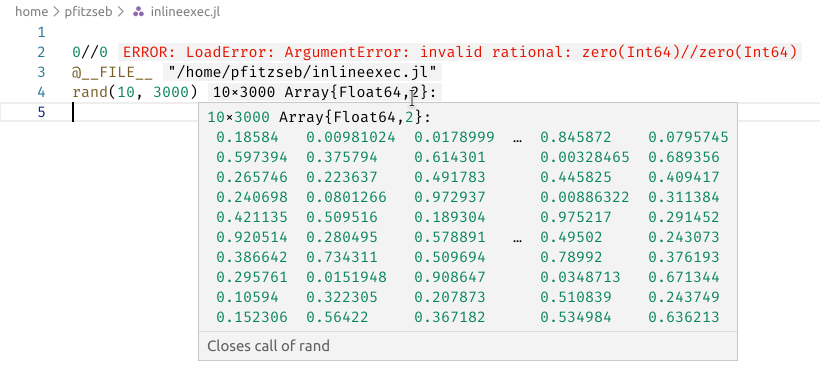 home > pfitzseb > inlineexec.jl
1
2 0//0 ERROR: LoadError: ArgumentError: invalid rational: zero(Int64)//zero(Int64)
3 @__FILE__ "/home/pfitzseb/inlineexec.jl"
4 rand(10, 3000) 10×3000 Array{Float64,2}:
5
10×3000 Array{Float64,2}:
0.18584 0.00981024 0.0178999 … 0.845872 0.0795745
0.597394 0.375794 0.614301 0.00328465 0.689356
0.265746 0.223637 0.491783 0.445825 0.409417
0.240698 0.0801266 0.972937 0.00886322 0.311384
0.421135 0.509516 0.189304 0.975217 0.291452
0.920514 0.280495 0.578891 … 0.49502 0.243073
0.386642 0.734311 0.509694 0.78992 0.376193
0.295761 0.0151948 0.908647 0.0348713 0.671344
0.10594 0.322305 0.207873 0.510839 0.243749
0.152306 0.56422 0.367182 0.534984 0.636213
Closes call of rand